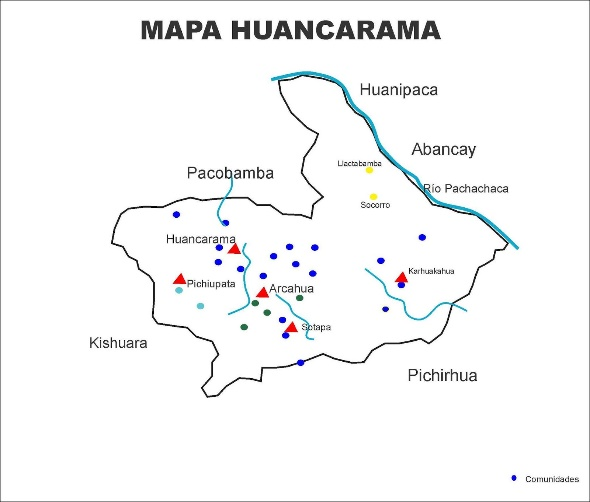 MAPA HUANCARAMA
Huanipaca
Abancay
Llactabamba
Pacobamba
Río Pachachaca
Socorro
Huancarama
Karhuakahua
Pichiupata
Arcahua
Sotapa
Kishuara
Pichirhua
Comunidades